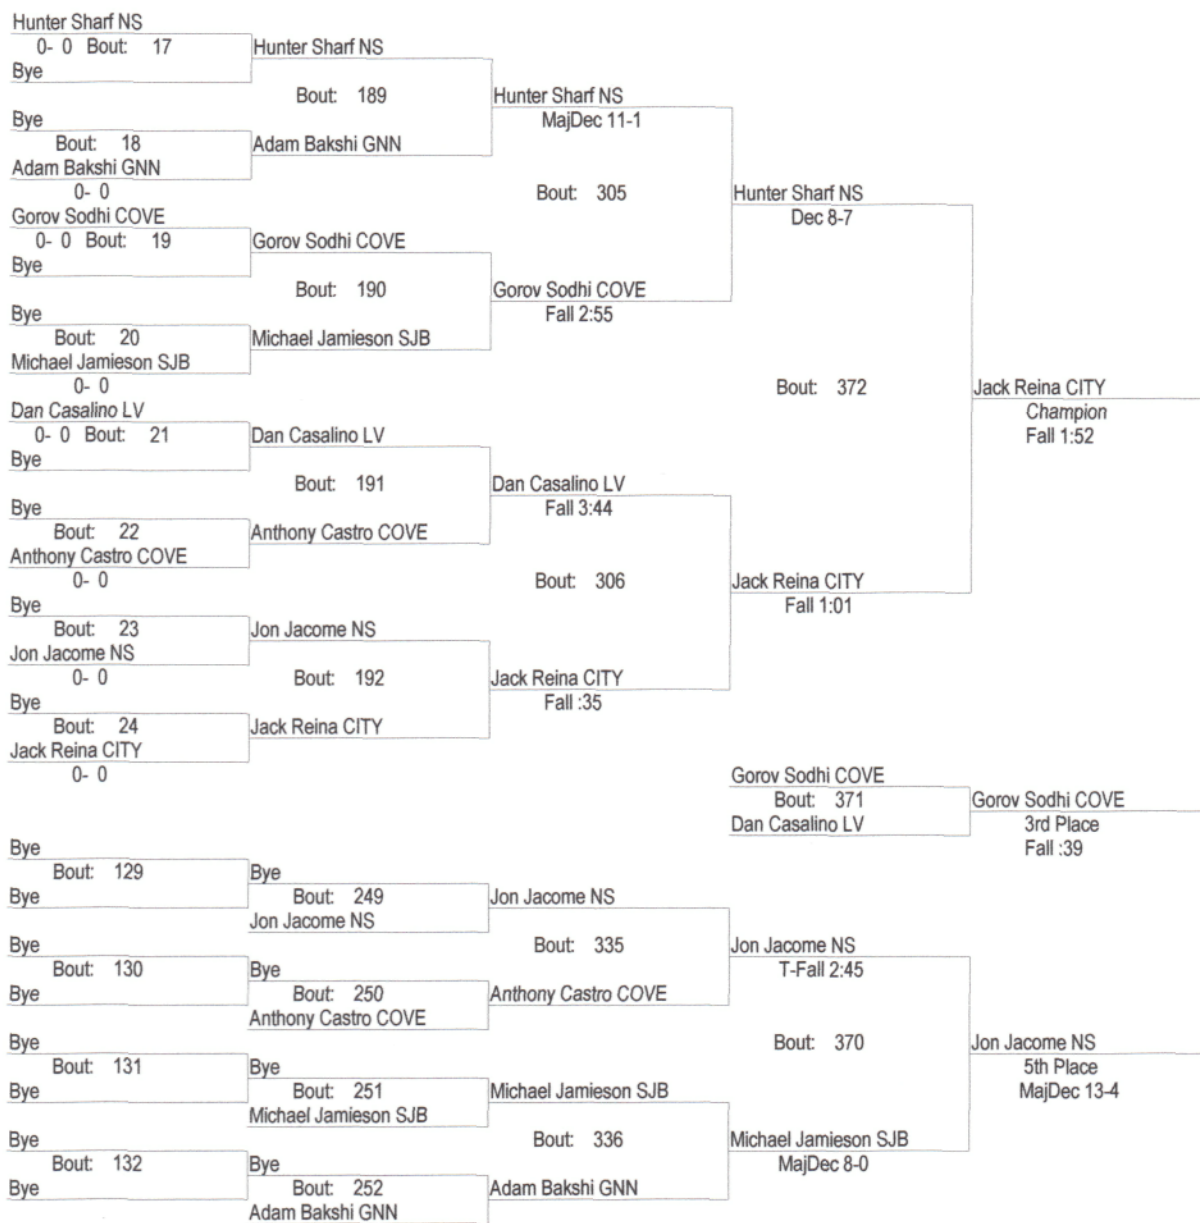 Hunter Sharf NS
0- 0 Bout: 17
Hunter Sharf NS
Bye
Bout: 189
Hunter Sharf NS
MajDec 11-1
Bye
Bout: 18
Adam Bakshi GNN
Adam Bakshi GNN
0- 0
Bout: 305
Hunter Sharf NS
Dec 8-7
Gorov Sodhi COVE
0- 0 Bout: 19
Gorov Sodhi COVE
Bye
Bout: 190
Gorov Sodhi COVE
Fall 2:55
Bye
Bout: 20
Michael Jamieson SJB
Michael Jamieson SJB
0- 0
Bout: 372
Jack Reina CITY
Champion
Fall 1:52
Dan Casalino LV
0- 0 Bout: 21
Dan Casalino LV
Bye
Bout: 191
Dan Casalino LV
Fall 3:44
Bye
Bout: 22
Anthony Castro COVE
Anthony Castro COVE
0- 0
Bout: 306
Jack Reina CITY
Fall 1:01
Bye
Bout: 23
Jon Jacome NS
Jon Jacome NS
0- 0
Bout: 192
Jack Reina CITY
Fall :35
Bye
Bout: 24
Jack Reina CITY
Jack Reina CITY
0- 0
Gorov Sodhi COVE
Bout: 371
Gorov Sodhi COVE
Dan Casalino LV
3rd Place
Fall :39
Bye
Bout: 129
Bye
Bye
Bout: 249
Jon Jacome NS
Jon Jacome NS
Bye
Bout: 335
Jon Jacome NS
T-Fall 2:45
Bout: 130
Bye
Bye
Bout: 250
Anthony Castro COVE
Anthony Castro COVE
Bye
Bout: 370
Jon Jacome NS
5th Place
MajDec 13-4
Bout: 131
Bye
Bye
Bout: 251
Michael Jamieson SJB
Michael Jamieson SJB
Bye
Bout: 336
Michael Jamieson SJB
MajDec 8-0
Bout: 132
Bye
Bye
Bout: 252
Adam Bakshi GNN
Adam Bakshi GNN